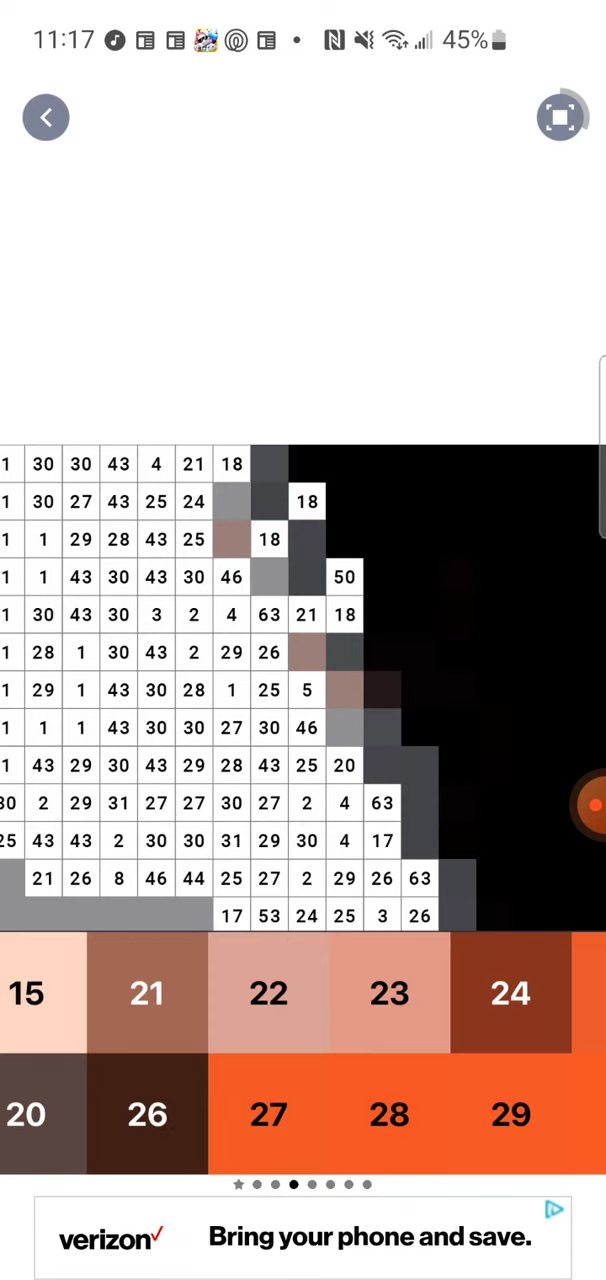 11:17 45%
1 30 30 43 4 21 18
1 30 27 43 25 24 18
1 1 29 28 43 25 18
1 1 43 30 43 30 46 50
1 30 43 30 3 2 4 63 21 18
1 28 1 30 43 2 29 26
1 29 1 43 30 28 1 25 5
1 1 1 43 30 30 27 30 46
1 43 29 30 43 29 28 43 25 20
30 2 29 31 27 27 30 27 2 4 63
25 43 43 2 30 30 31 29 30 4 17
21 26 8 46 44 25 27 2 29 26 63
17 53 24 25 3 26
15 21 22 23 24
20 26 27 28 29
verizon Bring your phone and save.